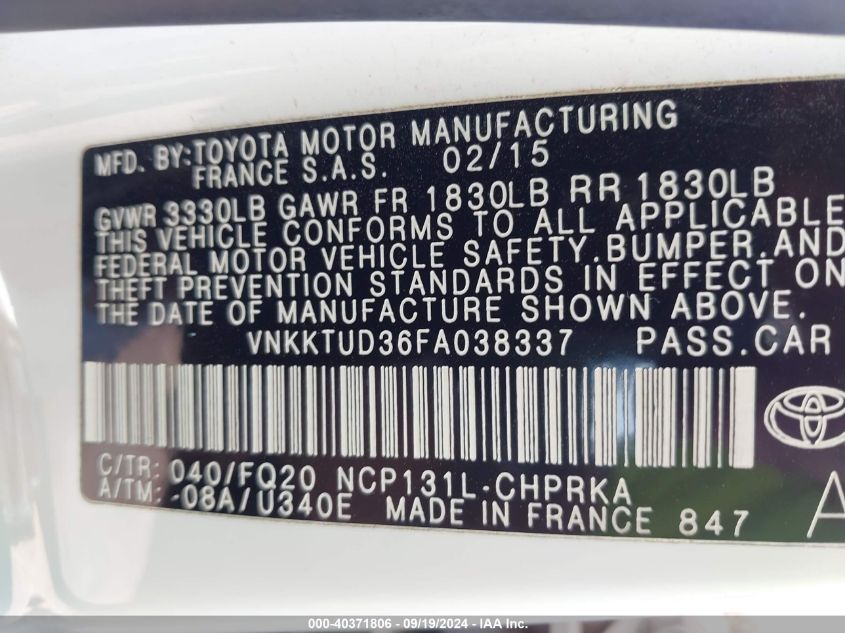 MFD. BY:TOYOTA MOTOR MANUFACTURING
FRANCE S.A.S. 02/15
GVWR 3330LB GAWR FR 1830LB RR 1830LB
THIS VEHICLE CONFORMS TO ALL APPLICABLE
FEDERAL MOTOR VEHICLE SAFETY,BUMPER,AND
THEFT PREVENTION STANDARDS IN EFFECT ON
THE DATE OF MANUFACTURE SHOWN ABOVE.
VNKKTUD36FA038337 PASS.CAR
C/TR: 040/FQ20 NCP131L-CHPRKA
A/TM: -08A/U340E MADE IN FRANCE 847
A
000-40371806 - 09/19/2024 - IAA Inc.